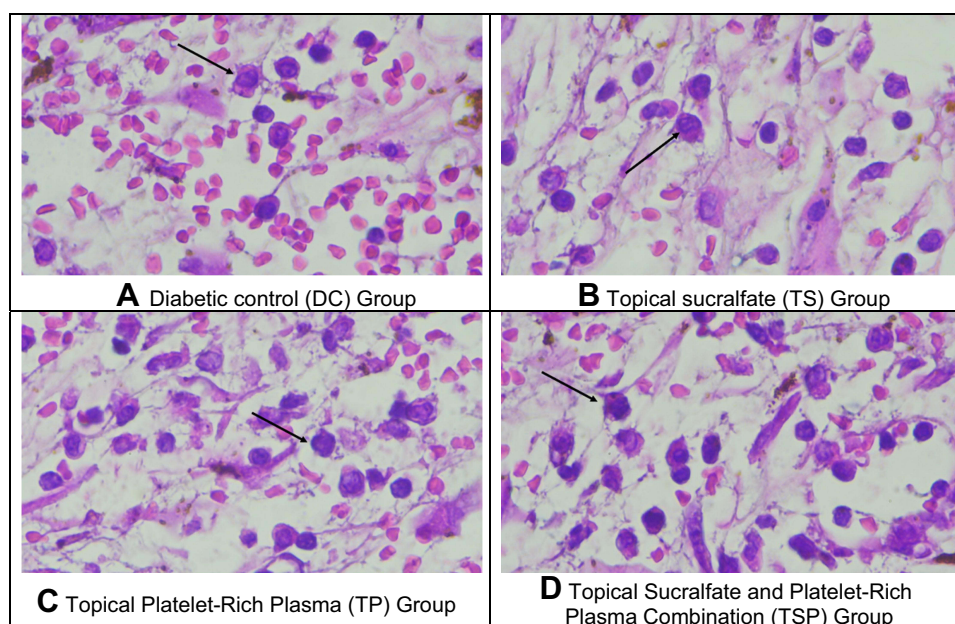 A Diabetic control (DC) Group
B Topical sucralfate (TS) Group
C Topical Platelet-Rich Plasma (TP) Group
D Topical Sucralfate and Platelet-Rich
Plasma Combination (TSP) Group